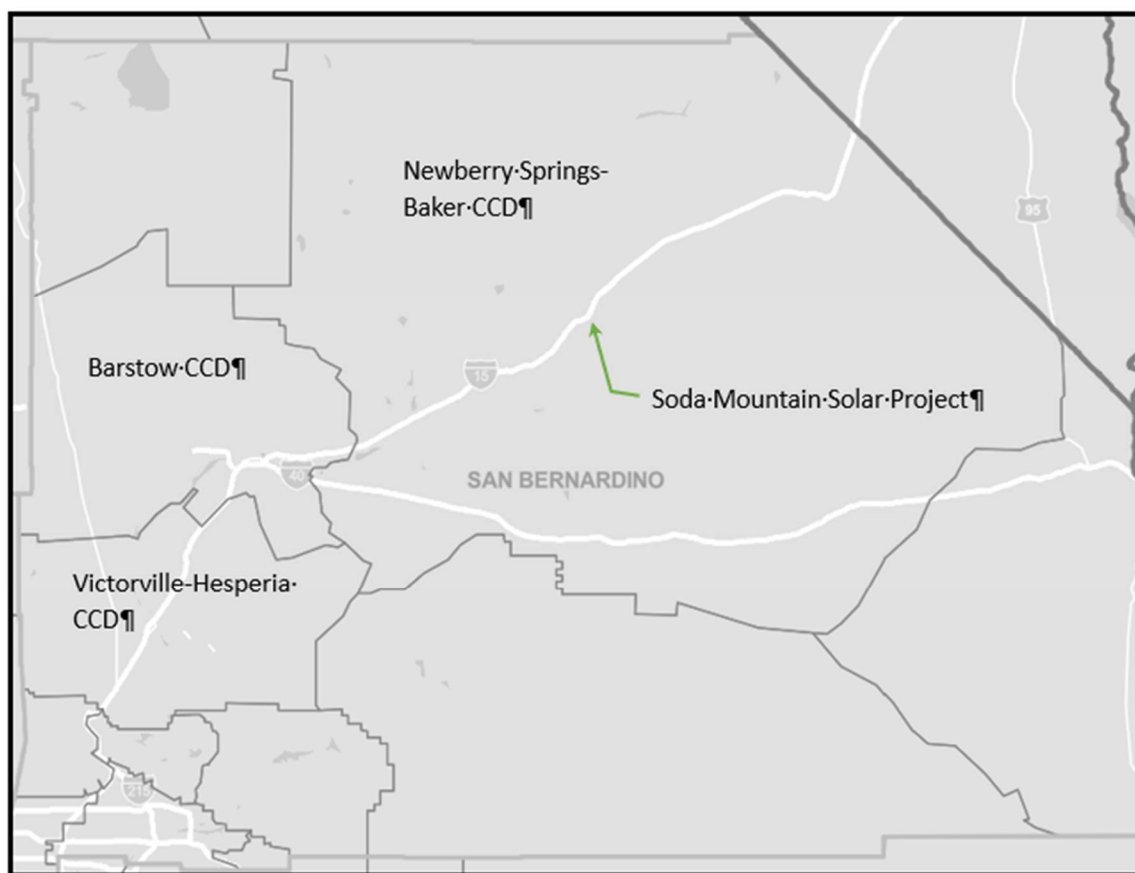 Newberry·Springs-
Baker·CCD¶
95
Barstow·CCD¶
15
Soda·Mountain·Solar·Project¶
40
SAN BERNARDINO
Victorville-Hesperia·
CCD¶
215